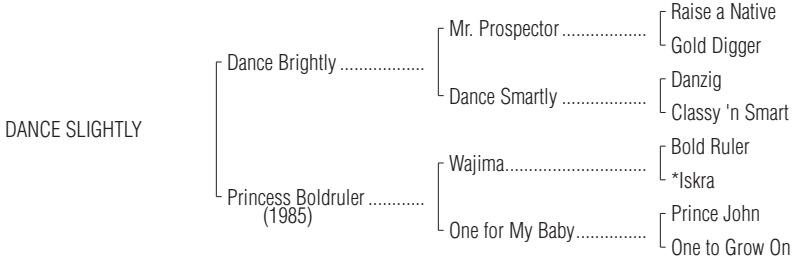 Raise a Native
Mr. Prospector ..................
Gold Digger
Dance Brightly ..................
Danzig
Dance Smartly ..................
Classy 'n Smart
DANCE SLIGHTLY
Bold Ruler
Wajima..............................
*Iskra
Princess Boldruler ............
(1985)
Prince John
One for My Baby...............
One to Grow On